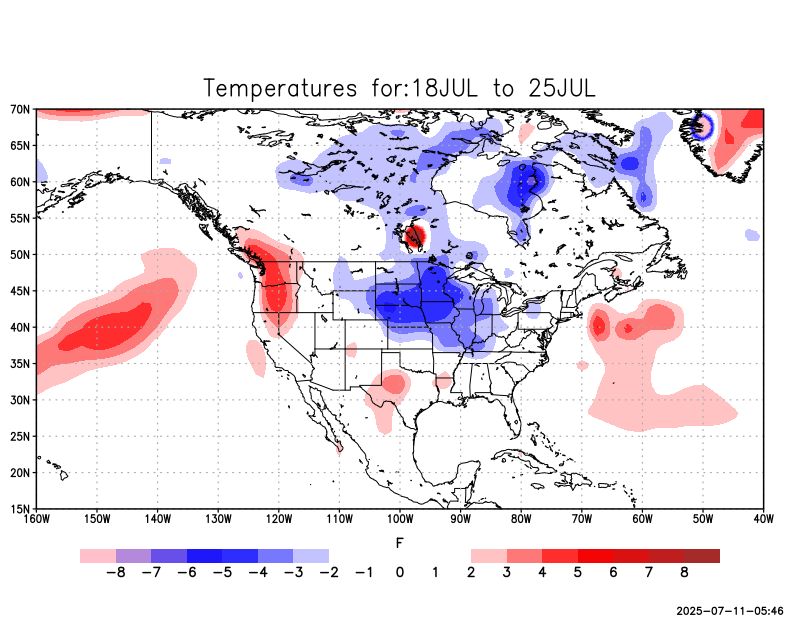 Temperatures for:18JUL to 25JUL
70N
65N
60N
55N
50N
45N
40N
35N
30N
25N
20N
15N
160W 150W 140W 130W 120W 110W 100W 90W 80W 70W 60W 50W 40W
F
−8 −7 −6 −5 −4 −3 −2 −1 0 1 2 3 4 5 6 7 8
2025-07-11-05:46